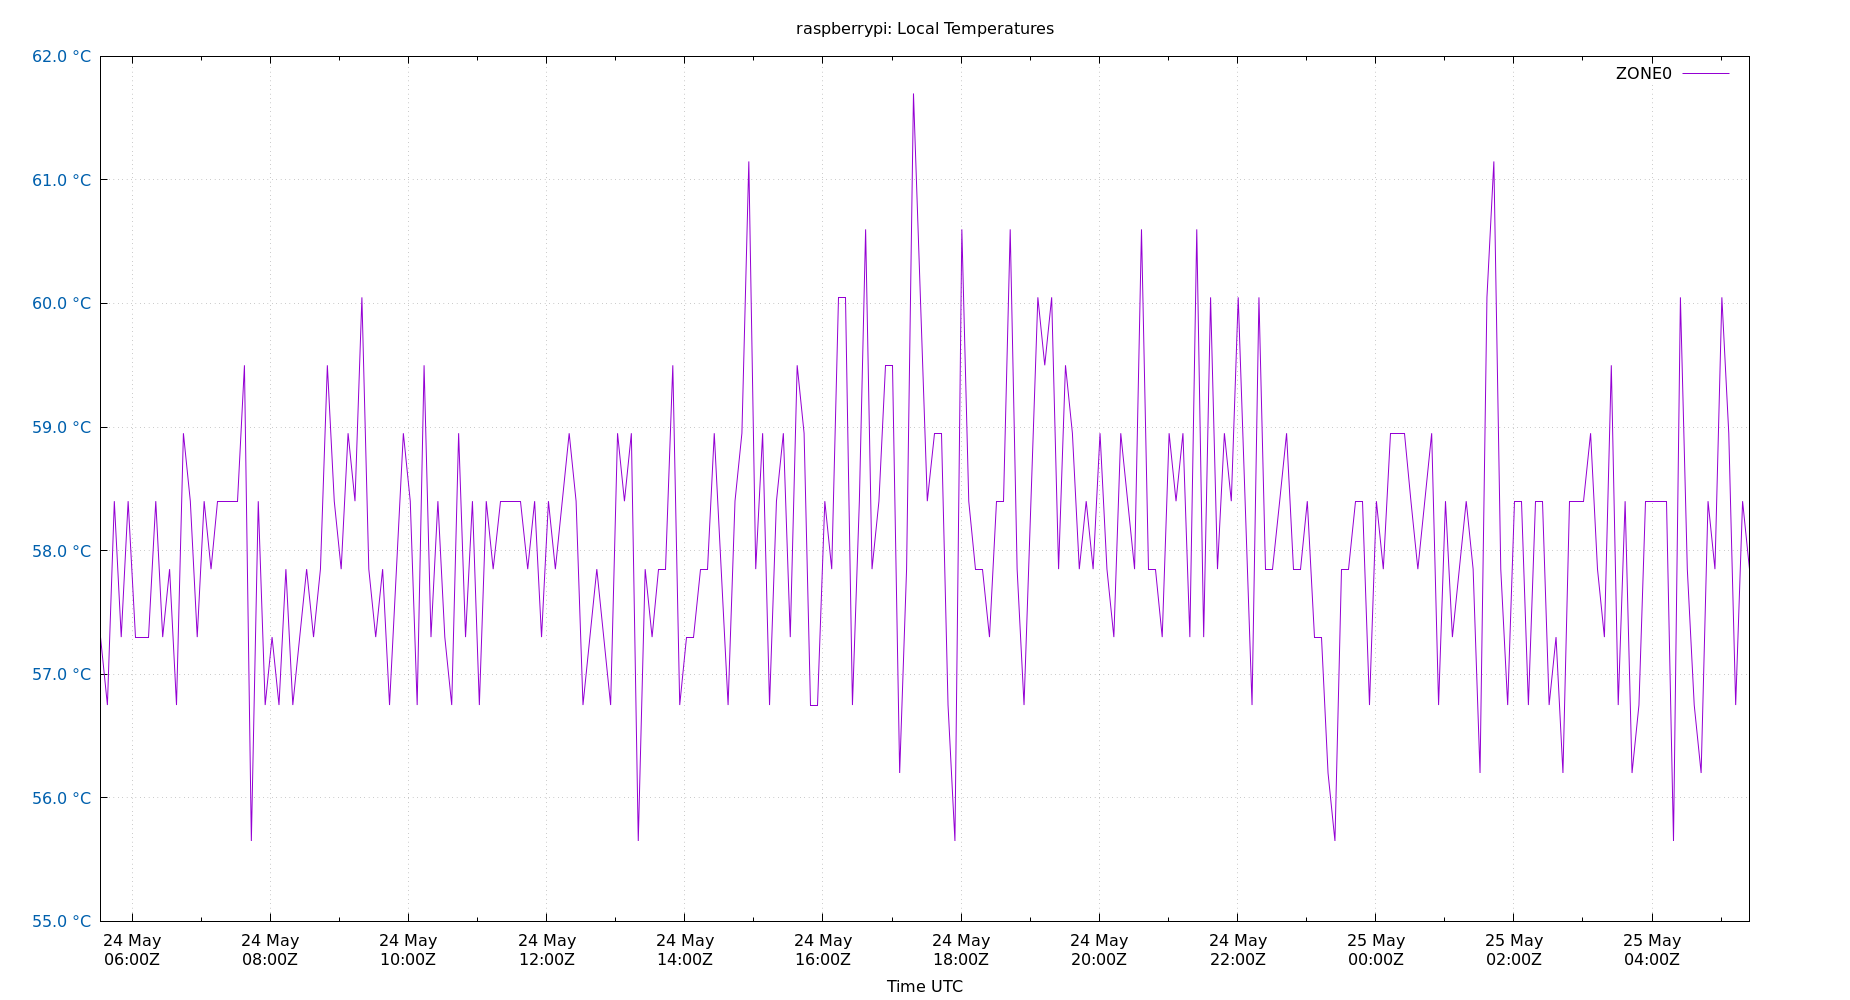 raspberrypi: Local Temperatures
62.0 °C
ZONE0
61.0 °C
60.0 °C
59.0 °C
58.0 °C
57.0 °C
56.0 °C
55.0 °C
24 May 24 May 24 May 24 May 24 May 24 May 24 May 24 May 24 May 25 May 25 May 25 May
06:00Z 08:00Z 10:00Z 12:00Z 14:00Z 16:00Z 18:00Z 20:00Z 22:00Z 00:00Z 02:00Z 04:00Z
Time UTC